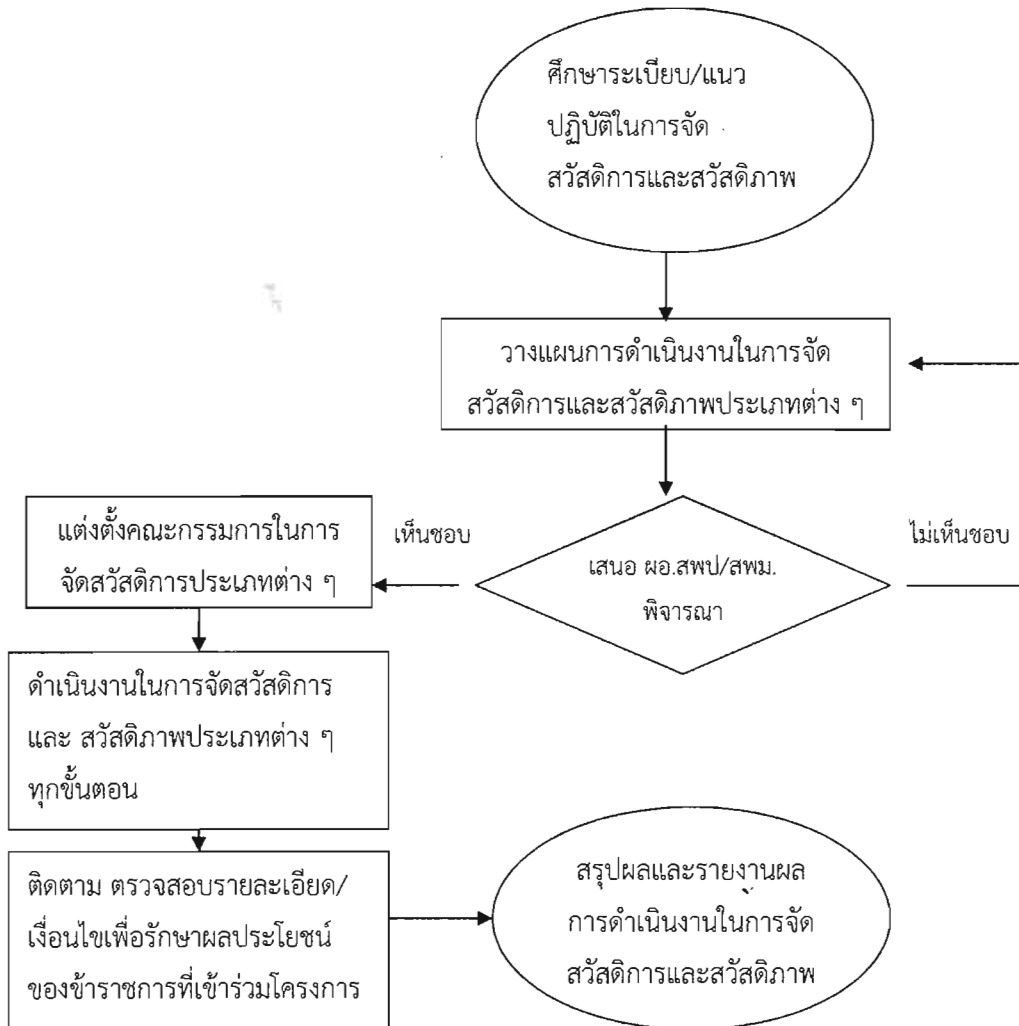 ศึกษาระเบียบ/แนว
ปฏิบัติในการจัด
สวัสดิการและสวัสดิภาพ
วางแผนการดำเนินงานในการจัด
สวัสดิการและสวัสดิภาพประเภทต่าง ๆ
เสนอ ผอ.สพป/สพม.
พิจารณา
ไม่เห็นชอบ
เห็นชอบ
แต่งตั้งคณะกรรมการในการ
จัดสวัสดิการประเภทต่าง ๆ
ดำเนินงานในการจัดสวัสดิการ
และ สวัสดิภาพประเภทต่าง ๆ
ทุกขั้นตอน
ติดตาม ตรวจสอบรายละเอียด/
เงื่อนไขเพื่อรักษาผลประโยชน์
ของข้าราชการที่เข้าร่วมโครงการ
สรุปผลและรายงานผล
การดำเนินงานในการจัด
สวัสดิการและสวัสดิภาพ